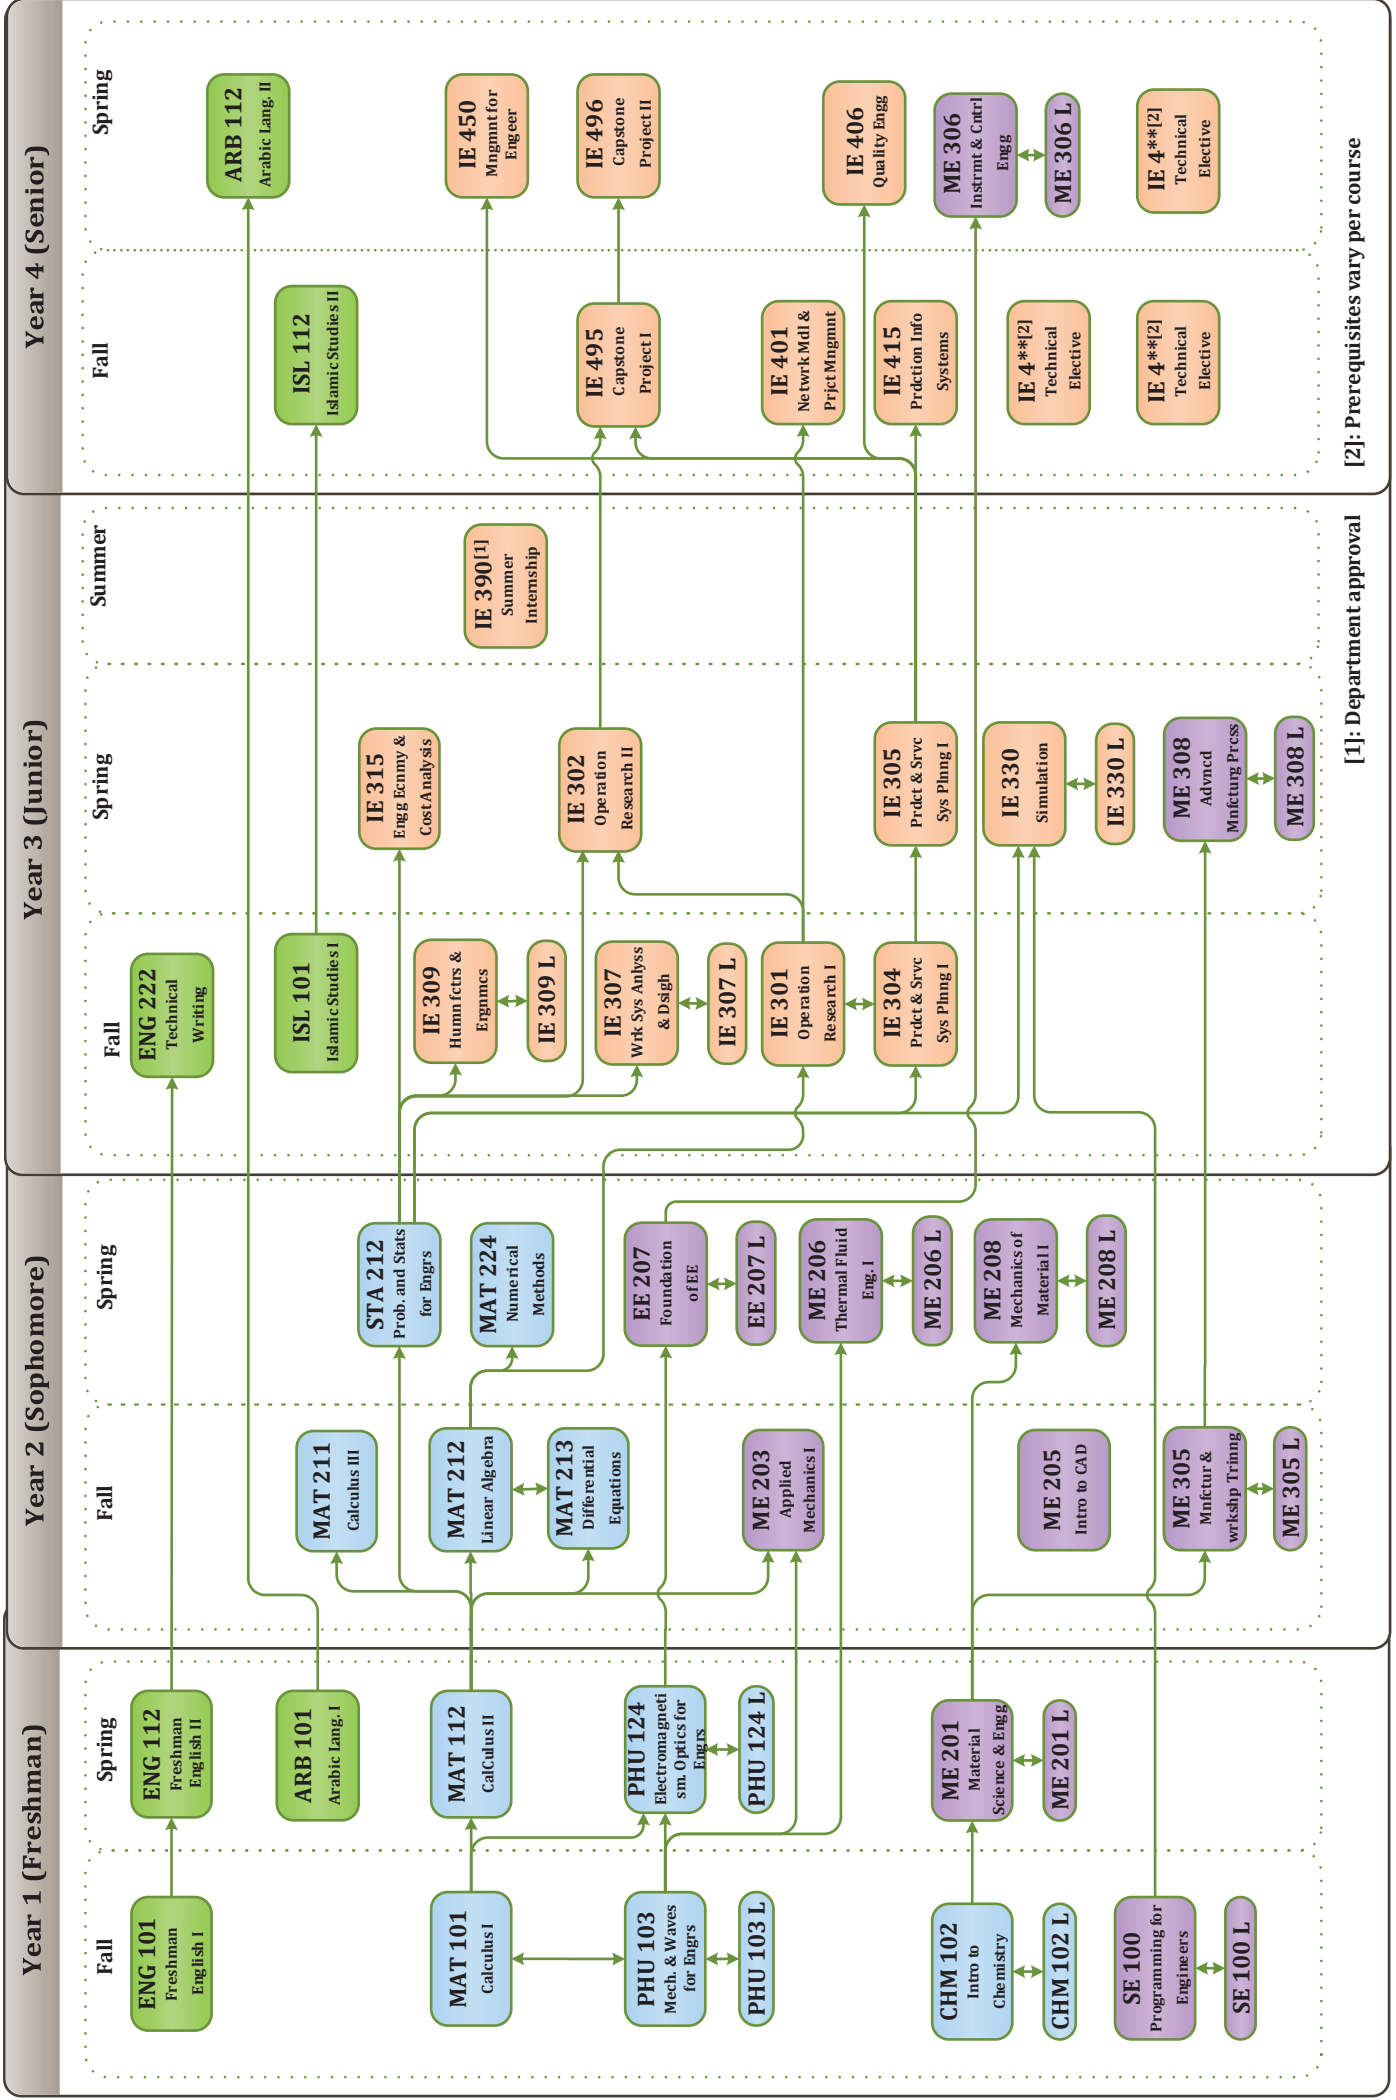 Year 1 (Freshman)
Fall
ENG 101
Freshman
English I
MAT 101
Calculus I
PHU 103
Mech. & Waves
for Engrs
PHU 103 L
CHM 102
Intro to
Chemistry
CHM 102 L
SE 100
Programming for
Engineers
SE 100 L
Spring
ENG 112
Freshman
English II
ARB 101
Arabic Lang. I
MAT 112
CalCulus II
PHU 124
Electromagneti
sm. Optics for
Engrs
PHU 124 L
ME 201
Material
Science & Engg
ME 201 L
Year 2 (Sophomore)
Fall
MAT 211
Calculus III
MAT 212
Linear Algebra
MAT 213
Differential
Equations
ME 203
Applied
Mechanics I
ME 205
Intro to CAD
ME 305
Mnfctur &
wrkshp Trinng
ME 305 L
Spring
STA 212
Prob. and Stats
for Engrs
MAT 224
Numerical
Methods
EE 207
Foundation
of EE
EE 207 L
ME 206
Thermal Fluid
Eng. I
ME 206 L
ME 208
Mechanics of
Material I
ME 208 L
Year 3 (Junior)
Fall
ENG 222
Technical
Writing
ISL 101
Islamic Studies I
IE 309
Humn fctrs &
Ergnmcs
IE 309 L
IE 307
Wrk Sys Anlyss
& Dsigh
IE 307 L
IE 301
Operation
Research I
IE 304
Prdct & Srvc
Sys Plnng I
Spring
IE 315
Engg Ecnmy &
Cost Analysis
IE 302
Operation
Research II
IE 305
Prdct & Srvc
Sys Plnng I
IE 330
Simulation
IE 330 L
ME 308
Advncd
Mnfcturg Prcss
ME 308 L
Summer
IE 390[1]
Summer
Internship
[1]: Department approval
Year 4 (Senior)
Fall
ISL 112
Islamic Studies II
IE 495
Capstone
Project I
IE 401
Netwrk Mdl &
Prjct Mngmnt
IE 415
Prdction Info
Systems
IE 4**[2]
Technical
Elective
IE 4**[2]
Technical
Elective
Spring
ARB 112
Arabic Lang. II
IE 450
Mngmnt for
Engeer
IE 496
Capstone
Project II
IE 406
Quality Engg
ME 306
Instrmt & Cntrl
Engg
ME 306 L
IE 4**[2]
Technical
Elective
[2]: Prerequisites vary per course